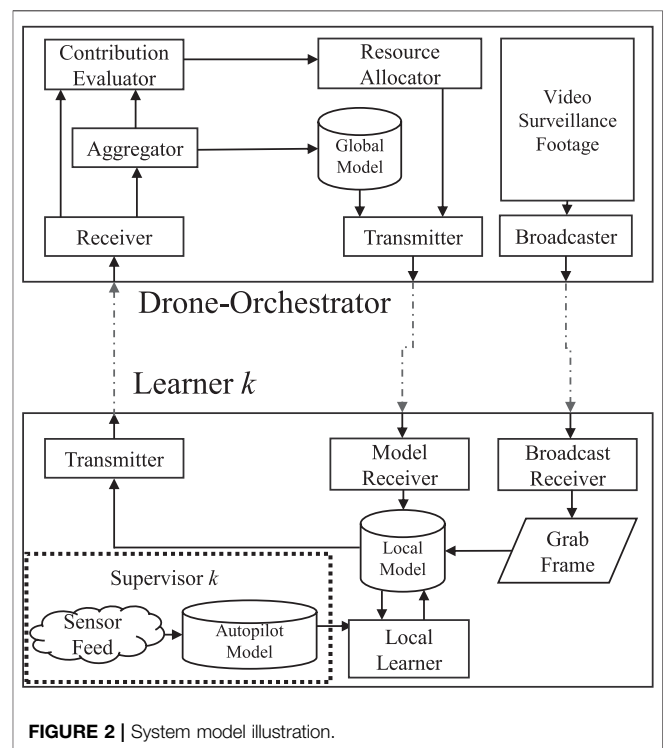 Contribution
Evaluator
Resource
Allocator
Video
Surveillance
Footage
Aggregator
Global
Model
Receiver
Transmitter
Broadcaster
Drone-Orchestrator
Learner k
Transmitter
Model
Receiver
Broadcast
Receiver
Local
Model
Grab
Frame
Supervisor k
Sensor
Feed
Autopilot
Model
Local
Learner
FIGURE 2 | System model illustration.